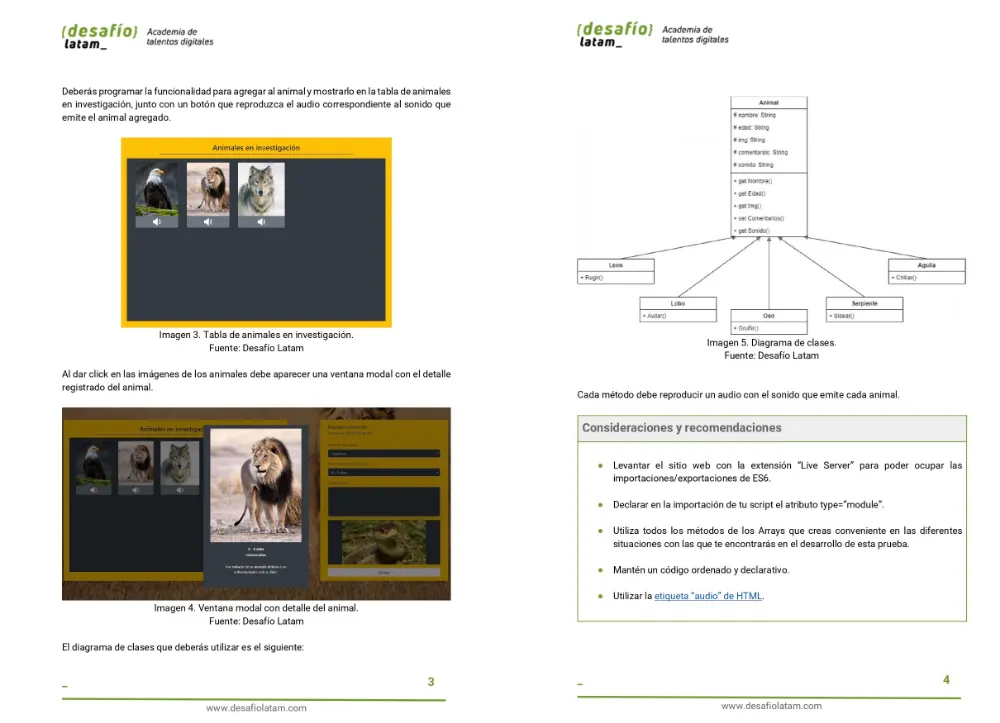 {desafío}
latam_
Academia de
talentos digitales
Deberás programar la funcionalidad para agregar al animal y mostrarlo en la tabla de animales
en investigación, junto con un botón que reproduzca el audio correspondiente al sonido que
emite el animal agregado.
Animales en investigación
Imagen 3. Tabla de animales en investigación.
Fuente: Desafío Latam
Al dar click en las imágenes de los animales debe aparecer una ventana modal con el detalle
registrado del animal.
Animales en investigac
Imagen 4. Ventana modal con detalle del animal.
Fuente: Desafío Latam
El diagrama de clases que deberás utilizar es el siguiente:
_
3
www.desafiolatam.com
{desafío}
latam_
Academia de
talentos digitales
Animal
# nombre: String
# edad: String
# img: String
# comentarios: String
# sonido: String
+ get Nombre()
+ get Edad()
+ get Img()
+ set Comentarios()
+ get Sonido()
Leon
+ Rugir()
Aguila
+ Chillar()
Lobo
+ Aullar()
Oso
+ Gruñir()
Serpiente
+ Sisear()
Imagen 5. Diagrama de clases.
Fuente: Desafío Latam
Cada método debe reproducir un audio con el sonido que emite cada animal.
Consideraciones y recomendaciones
● Levantar el sitio web con la extensión “Live Server” para poder ocupar las
importaciones/exportaciones de ES6.
● Declarar en la importación de tu script el atributo type=”module”.
● Utiliza todos los métodos de los Arrays que creas conveniente en las diferentes
situaciones con las que te encontrarás en el desarrollo de esta prueba.
● Mantén un código ordenado y declarativo.
● Utilizar la etiqueta “audio” de HTML.
_
4
www.desafiolatam.com